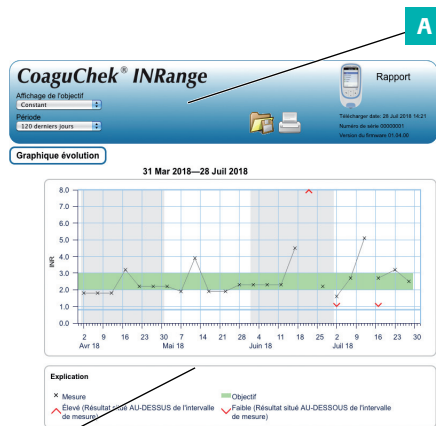 A
CoaguChek® INRange
Rapport
Affichage de l'objectif
Constant
Période
120 derniers jours
Télécharger date: 28 Juil 2018 14:21
Numéro de série 00000001
Version du firmware 01.04.00
Graphique évolution
31 Mar 2018—28 Juil 2018
8.0
7.0
6.0
5.0
4.0
3.0
2.0
1.0
0.0
INR
2 9 16 23 30 7 14 21 28 4 11 18 25 2 9 16 23 30
Avr 18 Mai 18 Juin 18 Juil 18
Explication
× Mesure Objectif
Élevé (Résultat situé AU-DESSUS de l'intervalle Faible (Résultat situé AU-DESSOUS de l'intervalle
de mesure) de mesure)